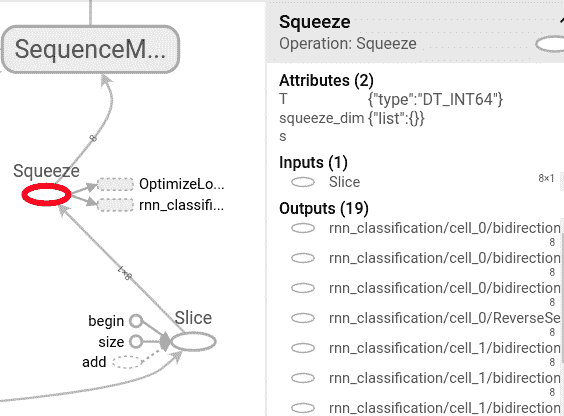 SequenceM...
8
Squeeze
OptimizeLo...
rnn_classifi...
8×1
Slice
begin
size
add
Squeeze
Operation: Squeeze
Attributes (2)
T {"type":"DT_INT64"}
squeeze_dim {"list":{}}
s
Inputs (1)
Slice 8×1
Outputs (19)
rnn_classification/cell_0/bidirection
8
rnn_classification/cell_0/bidirection
8
rnn_classification/cell_0/bidirection
8
rnn_classification/cell_0/ReverseSe
8
rnn_classification/cell_1/bidirection
8
rnn_classification/cell_1/bidirection
8
rnn_classification/cell_1/bidirection
8